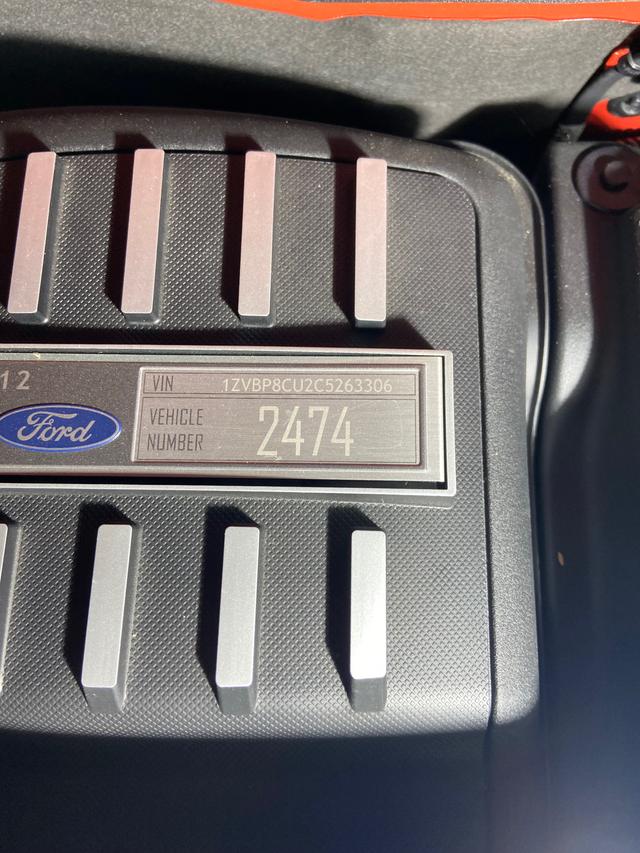 12
VIN 1ZVBP8CU2C5263306
Ford
VEHICLE
NUMBER
2474